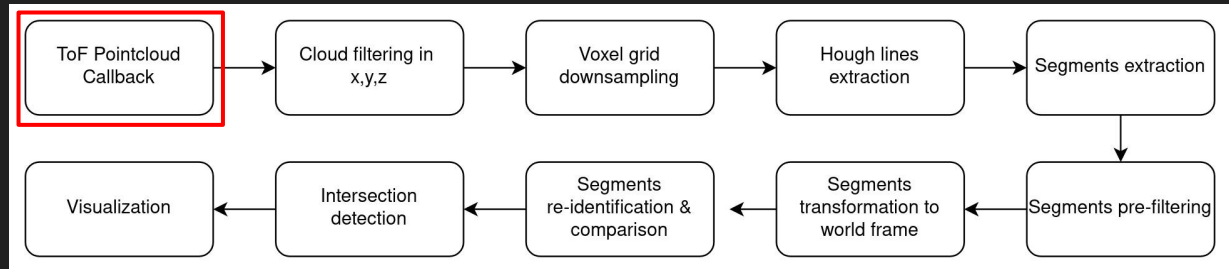 ToF Pointcloud
Callback
Cloud filtering in
x,y,z
Voxel grid
downsampling
Hough lines
extraction
Segments extraction
Segments pre-filtering
Segments
transformation to
world frame
Segments
re-identification &
comparison
Intersection
detection
Visualization